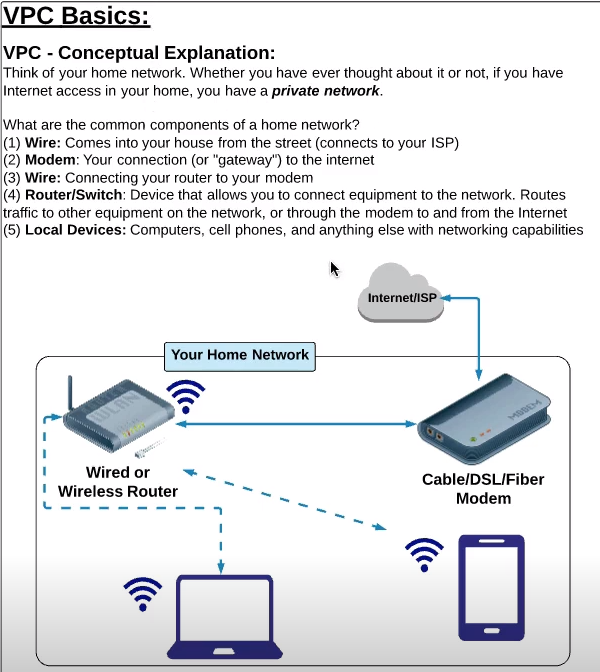 VPC Basics:
VPC - Conceptual Explanation:
Think of your home network. Whether you have ever thought about it or not, if you have
Internet access in your home, you have a private network.
What are the common components of a home network?
(1) Wire: Comes into your house from the street (connects to your ISP)
(2) Modem: Your connection (or "gateway") to the internet
(3) Wire: Connecting your router to your modem
(4) Router/Switch: Device that allows you to connect equipment to the network. Routes
traffic to other equipment on the network, or through the modem to and from the Internet
(5) Local Devices: Computers, cell phones, and anything else with networking capabilities
Internet/ISP
Your Home Network
WLAN
MODEM
Wired or
Wireless Router
Cable/DSL/Fiber
Modem